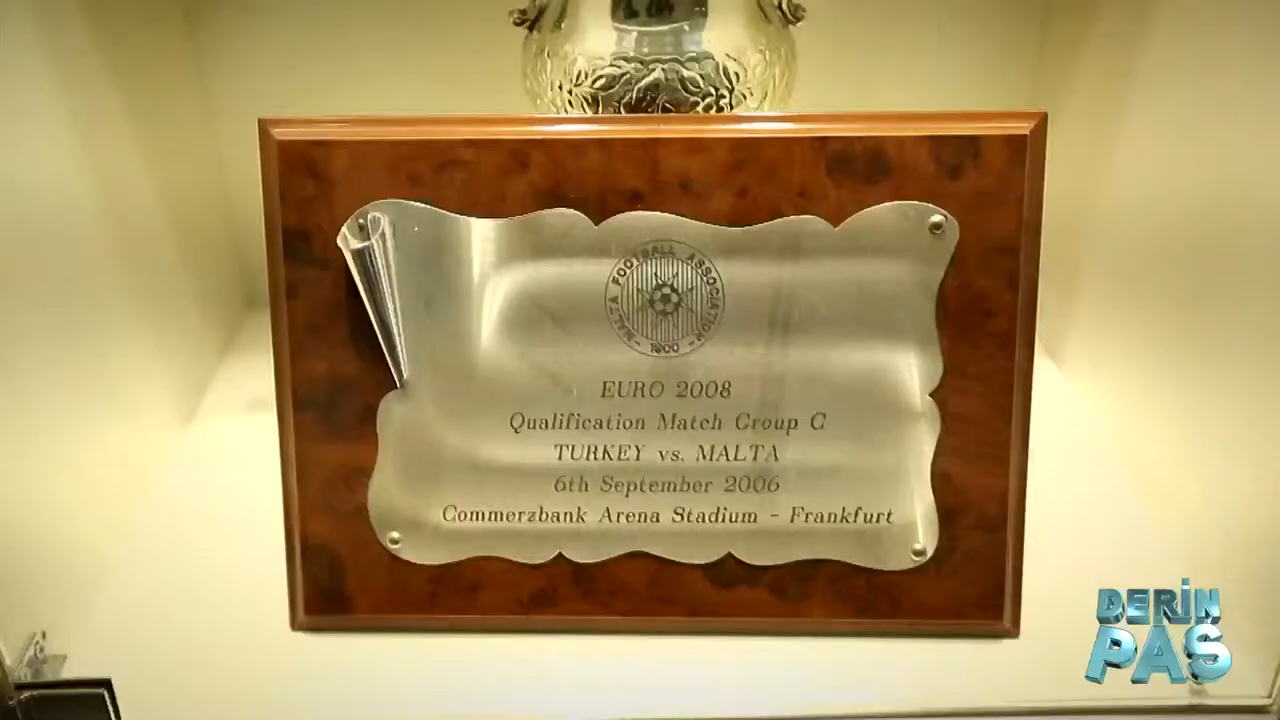 MALTA FOOTBALL ASSOCIATION
- 1900 -
EURO 2008
Qualification Match Group C
TURKEY vs. MALTA
6th September 2006
Commerzbank Arena Stadium - Frankfurt
DERİN
PAS